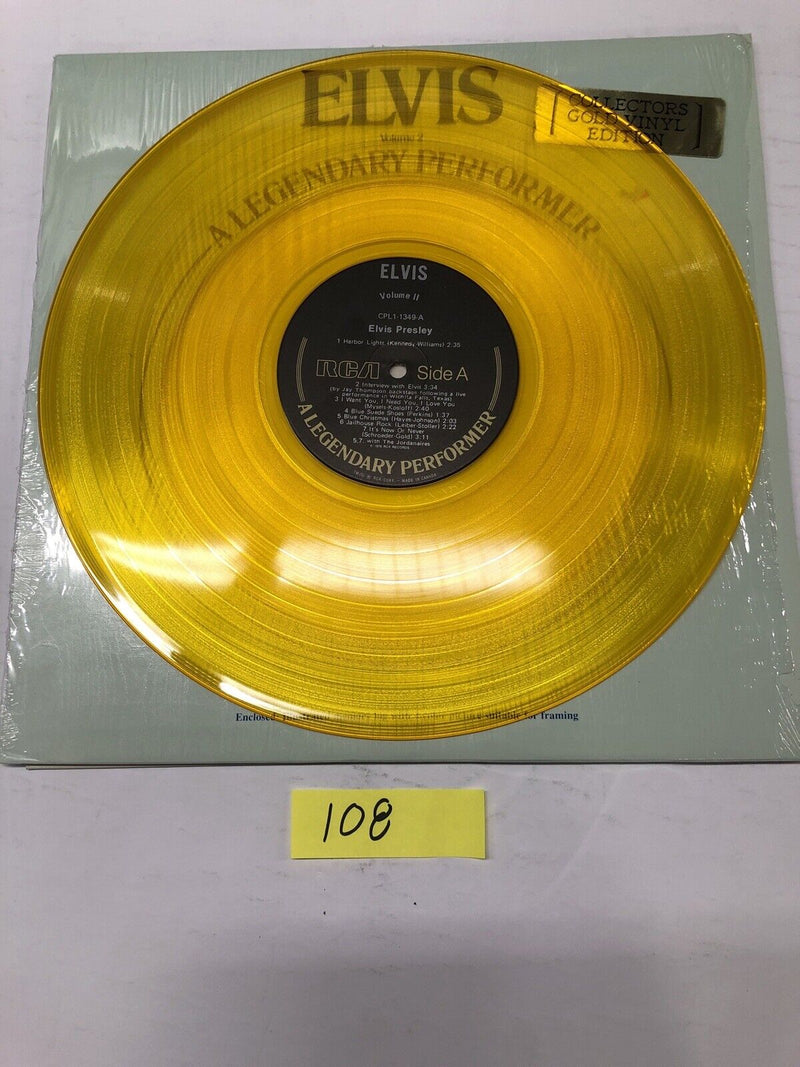 ELVIS
Volume 2
A LEGENDARY PERFORMER
COLLECTORS
GOLD VINYL
EDITION
ELVIS
Volume II
CPL1-1349-A
Elvis Presley
1 Harbor Lights (Kennedy-Williams) 2:35
RCA Side A
2 Interview with Elvis 3:34
(by Jay Thompson backstage following a live
performance in Wichita Falls, Texas)
3 I Want You, I Need You, I Love You
(Mysels-Kosloff) 2:40
4 Blue Suede Shoes (Perkins) 1:37
5 Blue Christmas (Hayes-Johnson) 2:03
6 Jailhouse Rock (Leiber-Stoller) 2:22
7 It's Now Or Never
(Schroeder-Gold) 3:11
5,7. with The Jordanaires
A LEGENDARY PERFORMER
MADE IN CANADA
Enclosed: Illustrated with picture suitable for framing
108